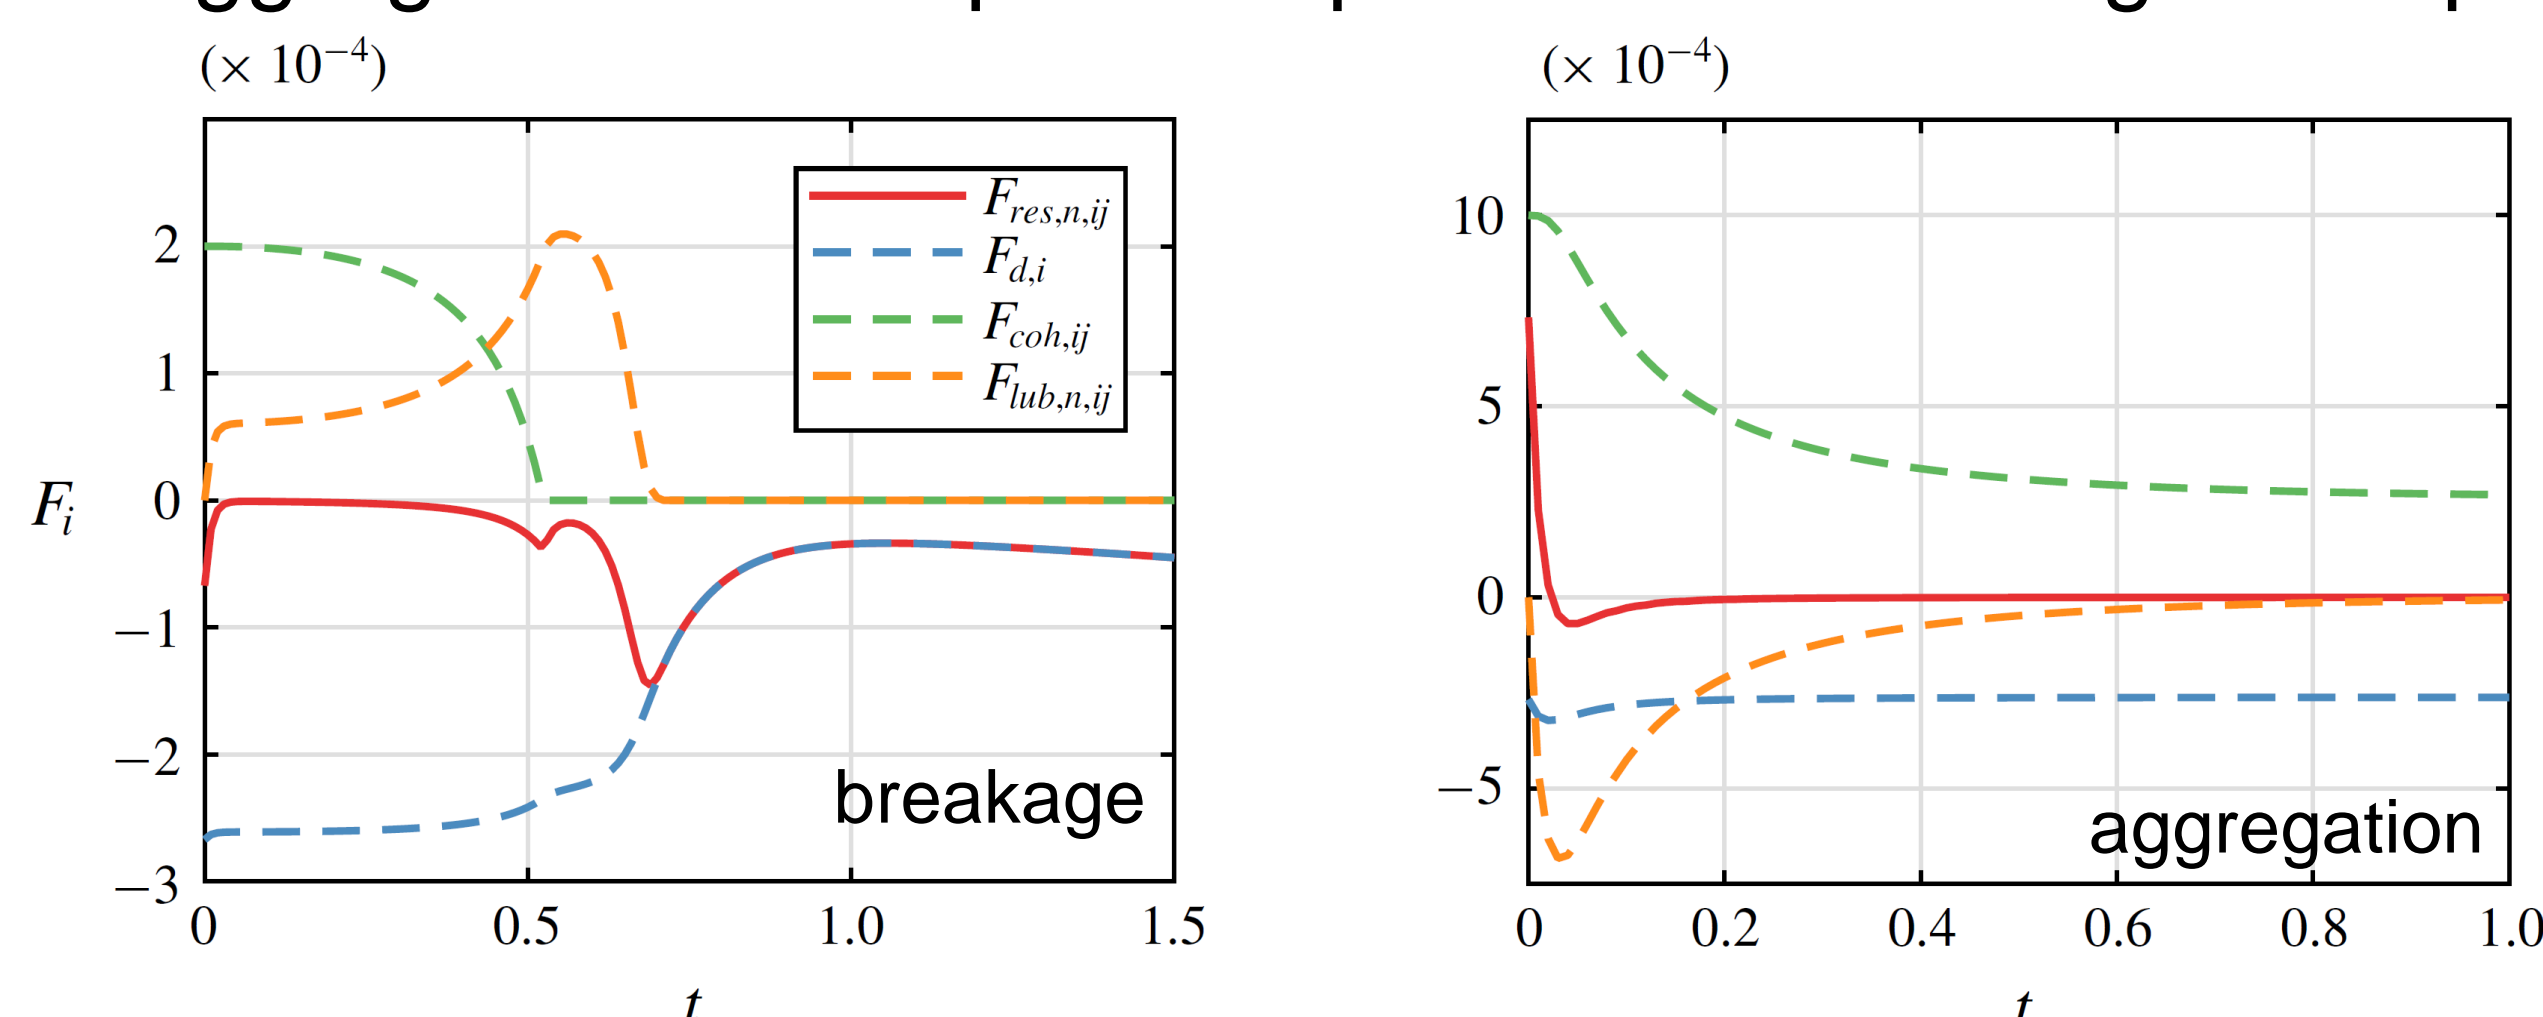 (× 10⁻⁴)
(× 10⁻⁴)
F_res,n,ij
F_d,i
F_coh,ij
F_lub,n,ij
2
1
0
−1
−2
−3
F_i
breakage
0 0.5 1.0 1.5
t
10
5
0
−5
aggregation
0 0.2 0.4 0.6 0.8 1.0
t